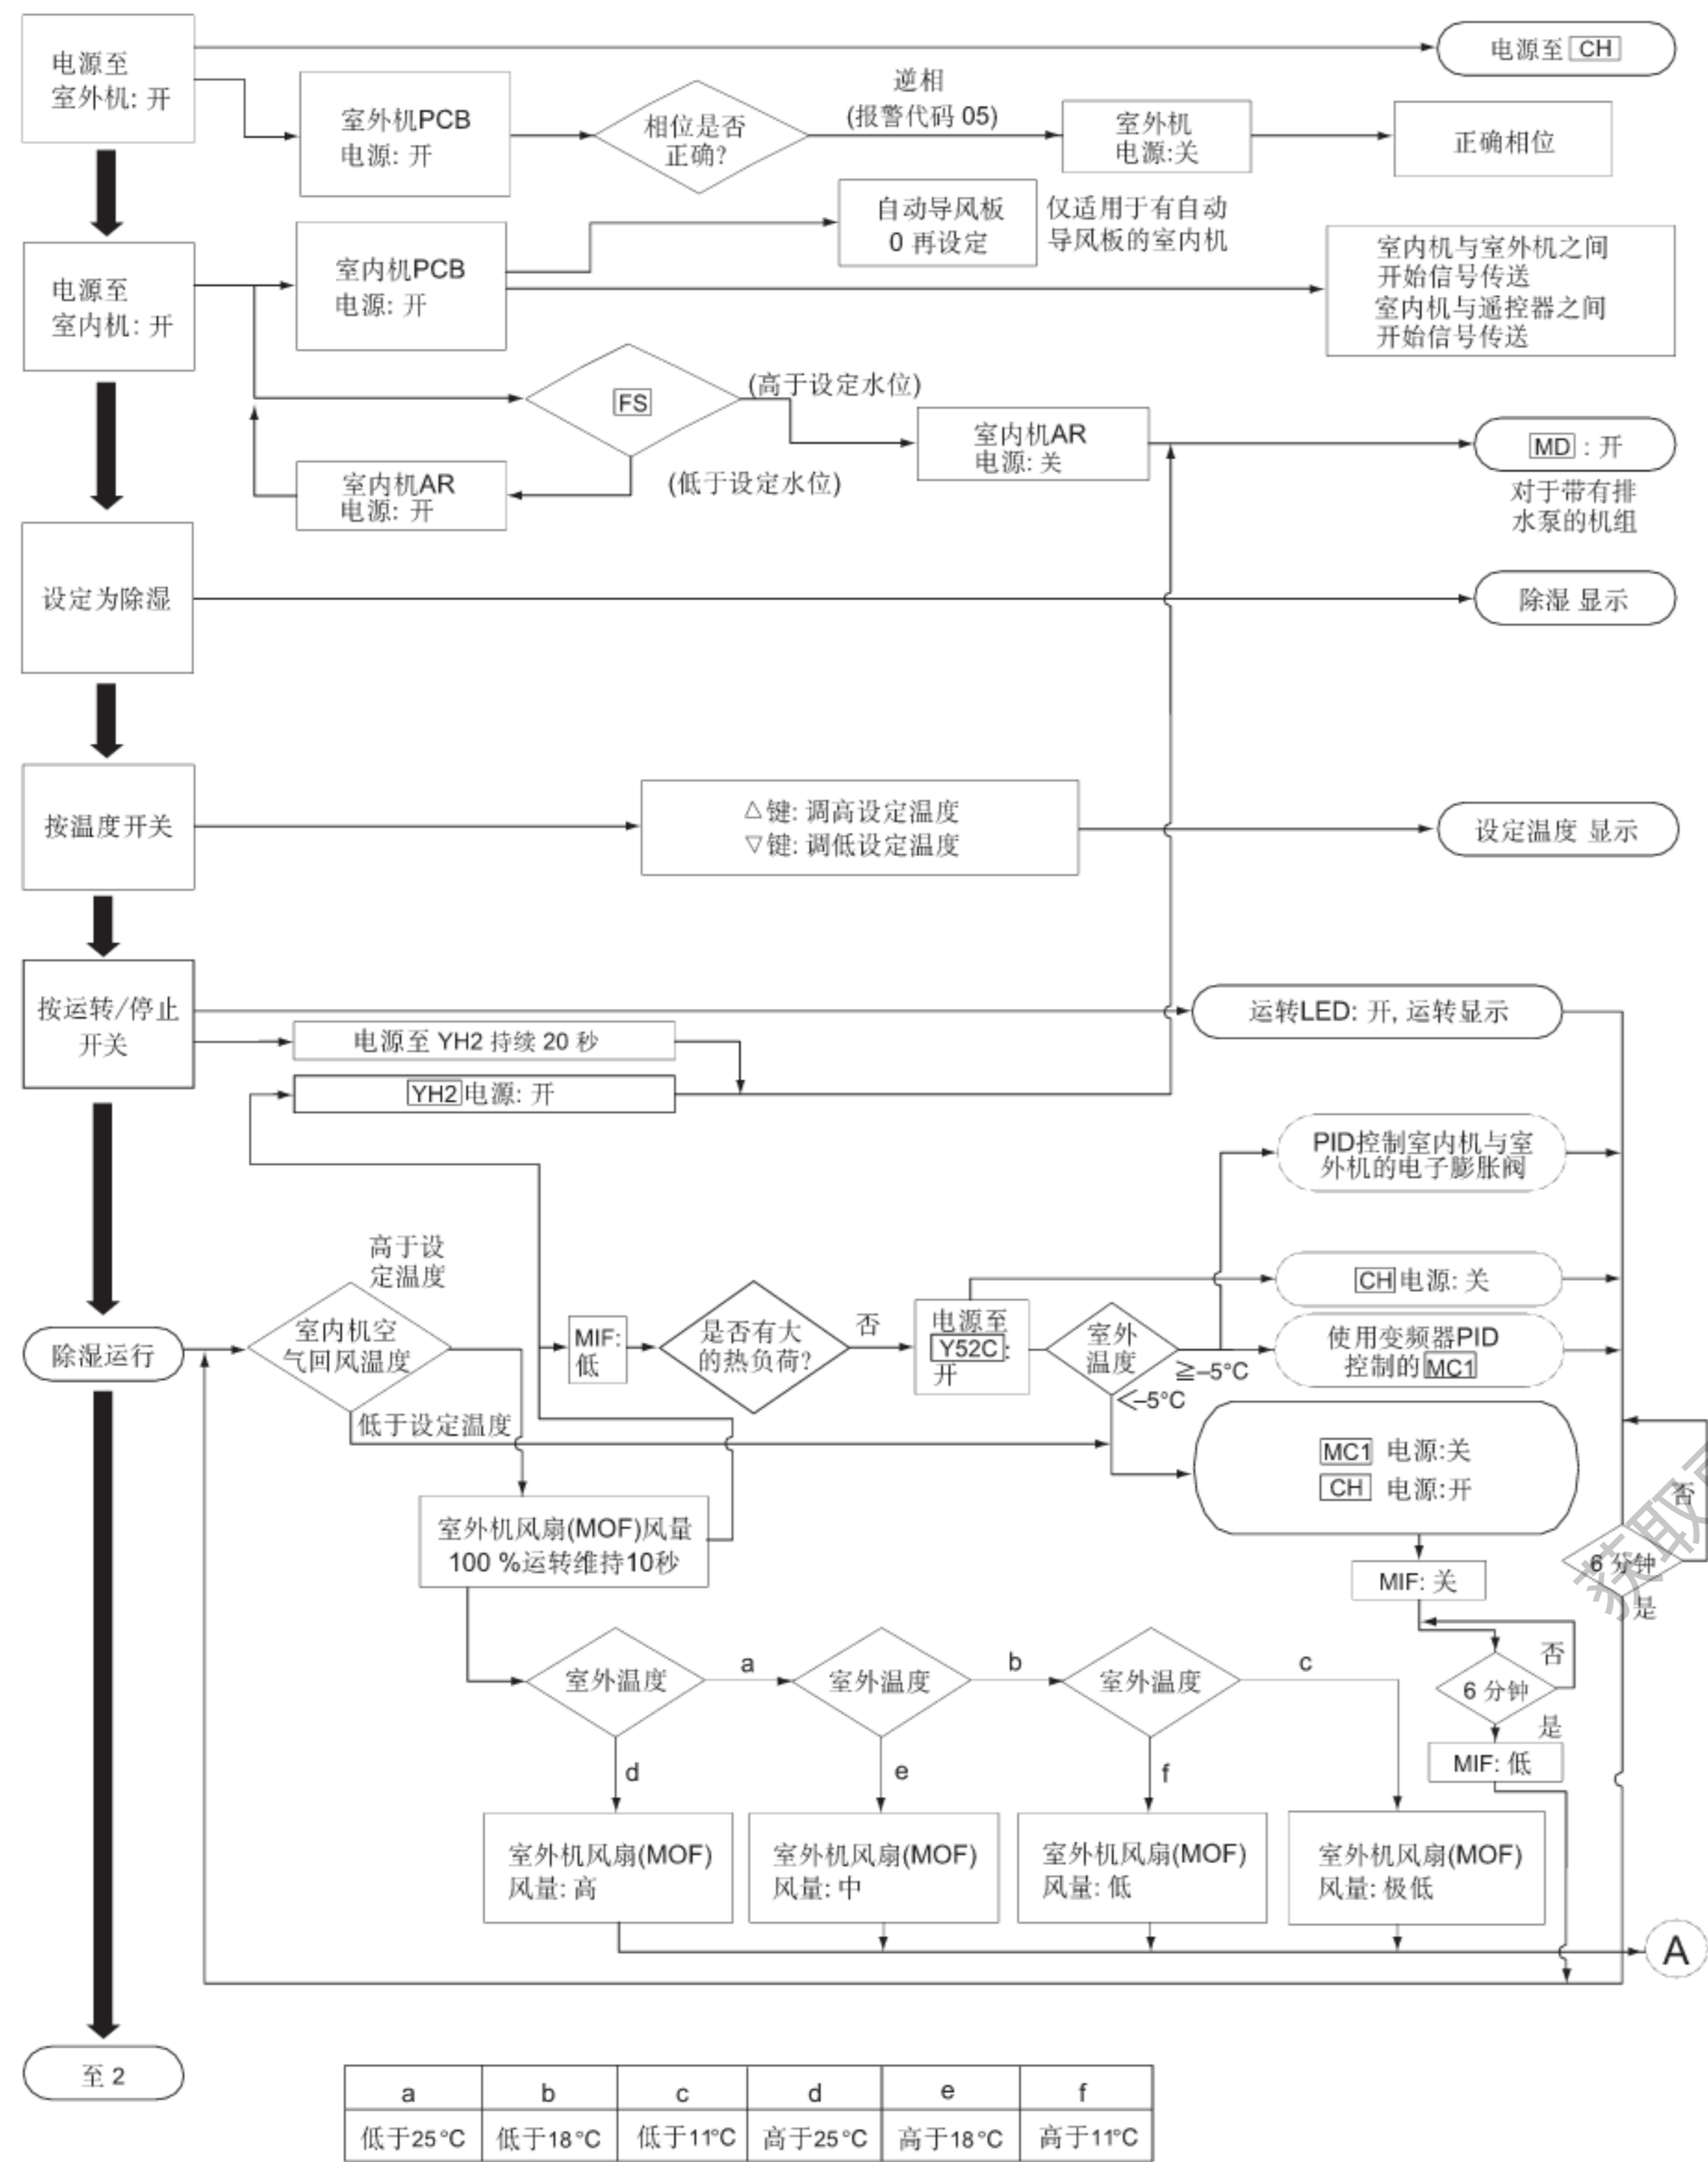 电源至
室外机: 开
电源至 CH
室外机PCB
电源: 开
相位是否
正确?
逆相
(报警代码 05)
室外机
电源:关
正确相位
电源至
室内机: 开
室内机PCB
电源: 开
自动导风板
0 再设定
仅适用于有自动
导风板的室内机
室内机与室外机之间
开始信号传送
室内机与遥控器之间
开始信号传送
FS
(高于设定水位)
(低于设定水位)
室内机AR
电源: 开
室内机AR
电源: 关
MD : 开
对于带有排
水泵的机组
设定为除湿
除湿 显示
按温度开关
△键: 调高设定温度
▽键: 调低设定温度
设定温度 显示
按运转/停止
开关
运转LED: 开, 运转显示
电源至 YH2 持续 20 秒
YH2 电源: 开
PID控制室内机与室
外机的电子膨胀阀
除湿运行
高于设
定温度
室内机空
气回风温度
低于设定温度
MIF:
低
是否有大
的热负荷?
否
电源至
Y52C :
开
室外
温度
≧–5°C
<–5°C
CH 电源: 关
使用变频器PID
控制的 MC1
MC1 电源:关
CH 电源:开
否
6 分钟
是
获取
室外机风扇(MOF)风量
100 %运转维持10秒
MIF: 关
否
6 分钟
是
MIF: 低
室外温度
a
室外温度
b
室外温度
c
d
e
f
室外机风扇(MOF)
风量: 高
室外机风扇(MOF)
风量: 中
室外机风扇(MOF)
风量: 低
室外机风扇(MOF)
风量: 极低
A
至 2
a b c d e f
低于25°C 低于18°C 低于11°C 高于25°C 高于18°C 高于11°C